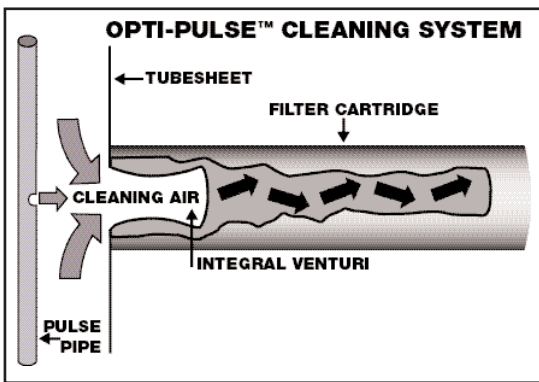 OPTI-PULSE™ CLEANING SYSTEM
TUBESHEET
FILTER CARTRIDGE
CLEANING AIR
INTEGRAL VENTURI
PULSE
PIPE